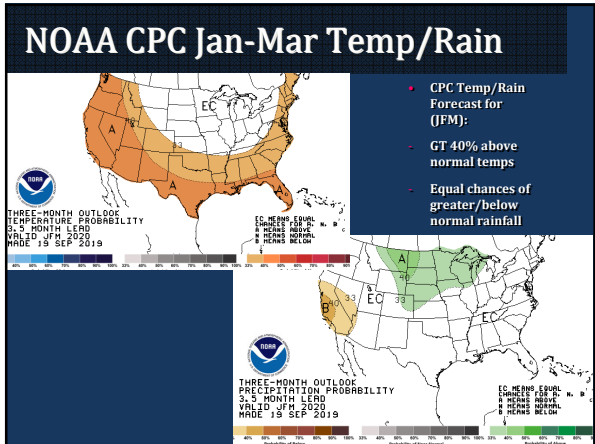 NOAA CPC Jan-Mar Temp/Rain
CPC Temp/Rain
Forecast for
(JFM):
GT 40% above
normal temps
Equal chances of
greater/below
normal rainfall
EC
A
40
33
A
A
NOAA
THREE-MONTH OUTLOOK
TEMPERATURE PROBABILITY
3.5 MONTH LEAD
VALID JFM 2020
MADE 19 SEP 2019
EC MEANS EQUAL
CHANCES FOR A, N, B
A MEANS ABOVE
N MEANS NORMAL
B MEANS BELOW
A
40
33
EC
B
40
33
EC
NOAA
THREE-MONTH OUTLOOK
PRECIPITATION PROBABILITY
3.5 MONTH LEAD
VALID JFM 2020
MADE 19 SEP 2019
EC MEANS EQUAL
CHANCES FOR A, N, B
A MEANS ABOVE
N MEANS NORMAL
B MEANS BELOW